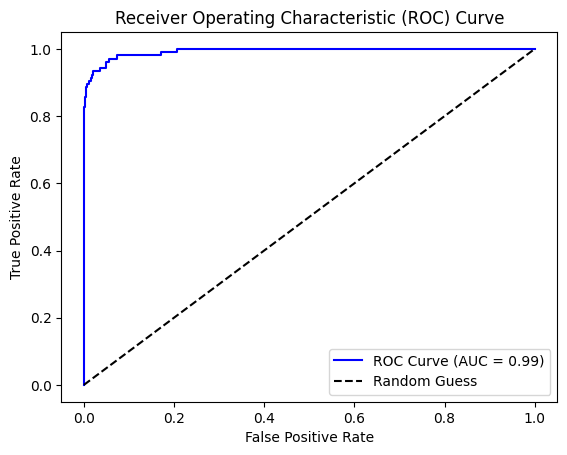 Receiver Operating Characteristic (ROC) Curve
1.0
0.8
0.6
0.4
0.2
0.0
True Positive Rate
ROC Curve (AUC = 0.99)
Random Guess
0.0 0.2 0.4 0.6 0.8 1.0
False Positive Rate